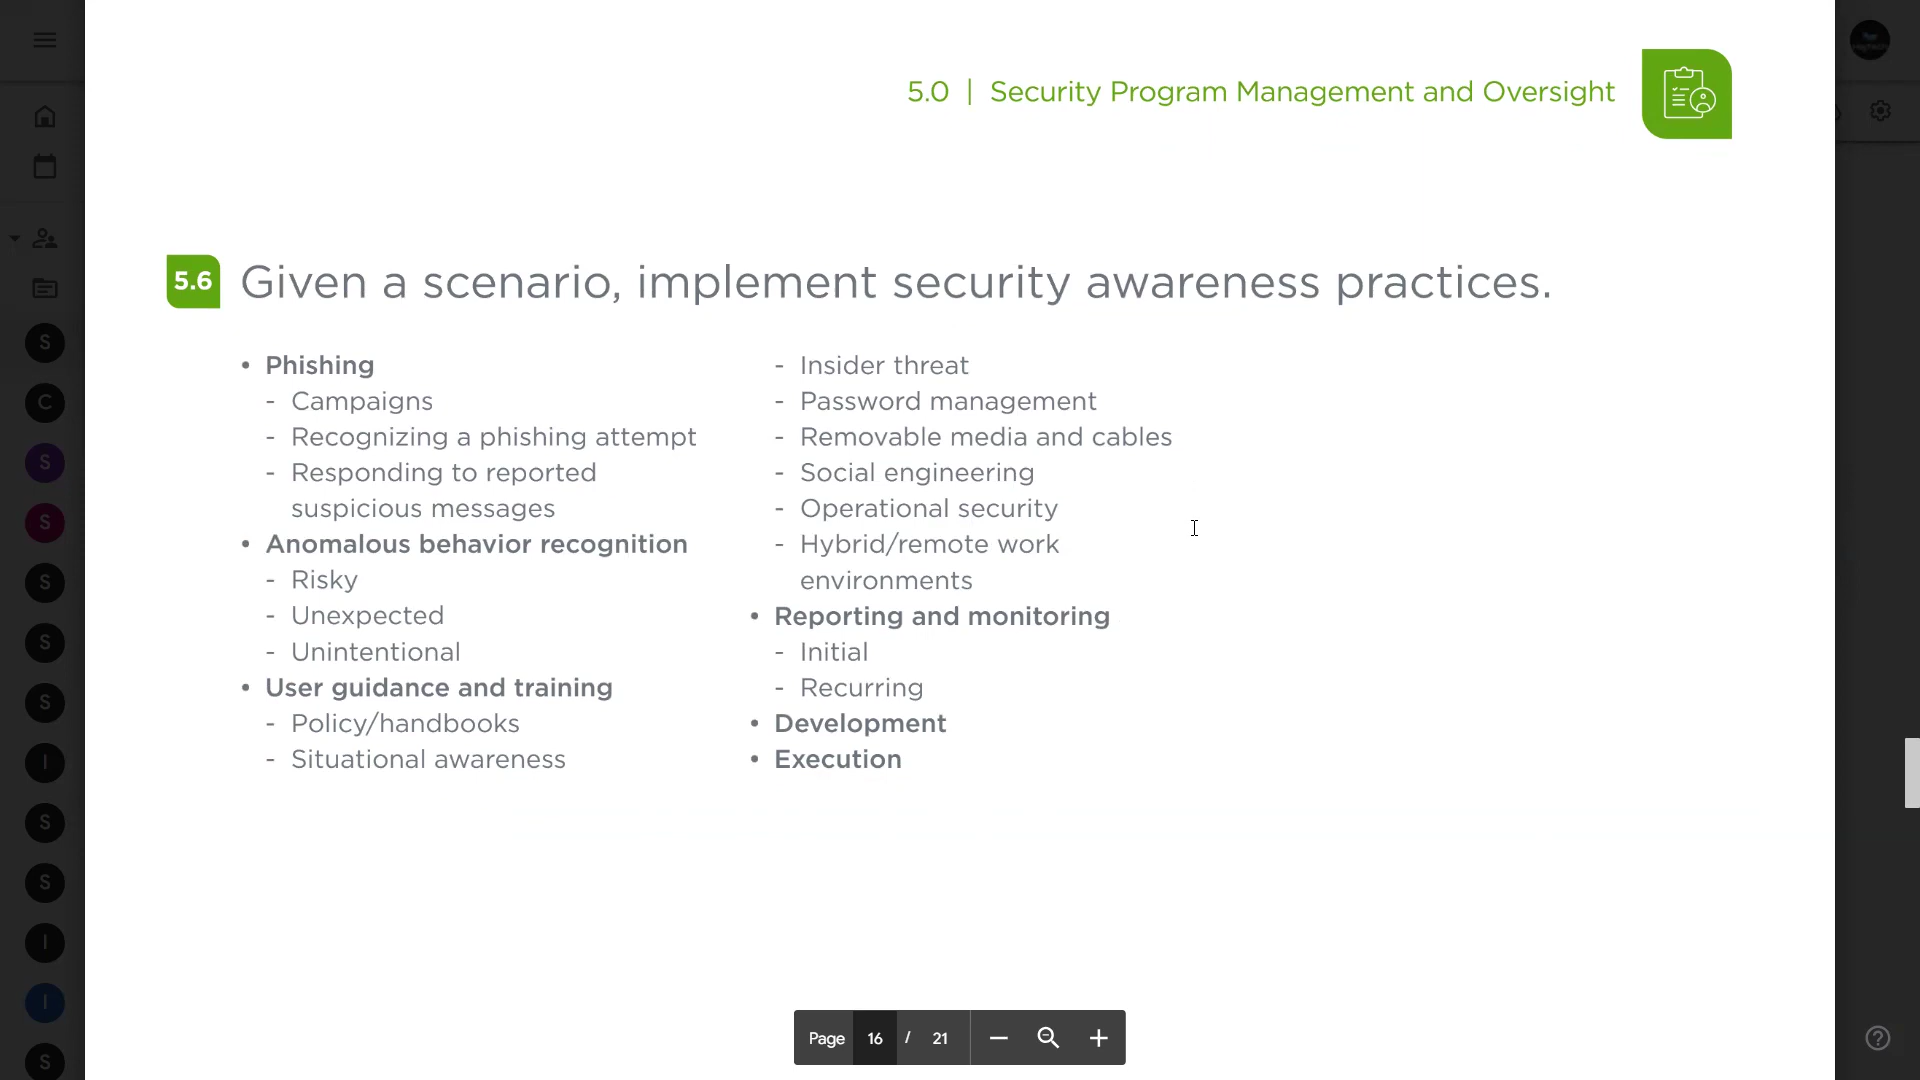 5.0 | Security Program Management and Oversight
5.6 Given a scenario, implement security awareness practices.
• Phishing
- Campaigns
- Recognizing a phishing attempt
- Responding to reported
suspicious messages
• Anomalous behavior recognition
- Risky
- Unexpected
- Unintentional
• User guidance and training
- Policy/handbooks
- Situational awareness
- Insider threat
- Password management
- Removable media and cables
- Social engineering
- Operational security
- Hybrid/remote work
environments
• Reporting and monitoring
- Initial
- Recurring
• Development
• Execution
S
C
S
S
S
S
S
I
S
S
I
I
S
Page 16 / 21